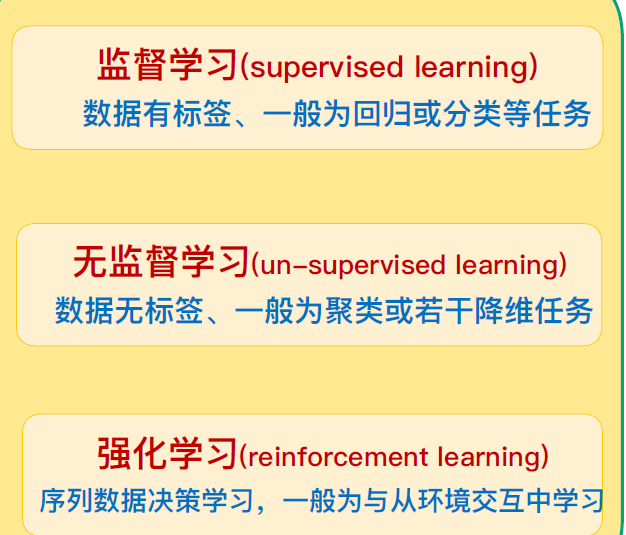 监督学习(supervised learning)
数据有标签、一般为回归或分类等任务
无监督学习(un-supervised learning)
数据无标签、一般为聚类或若干降维任务
强化学习(reinforcement learning)
序列数据决策学习，一般为与从环境交互中学习